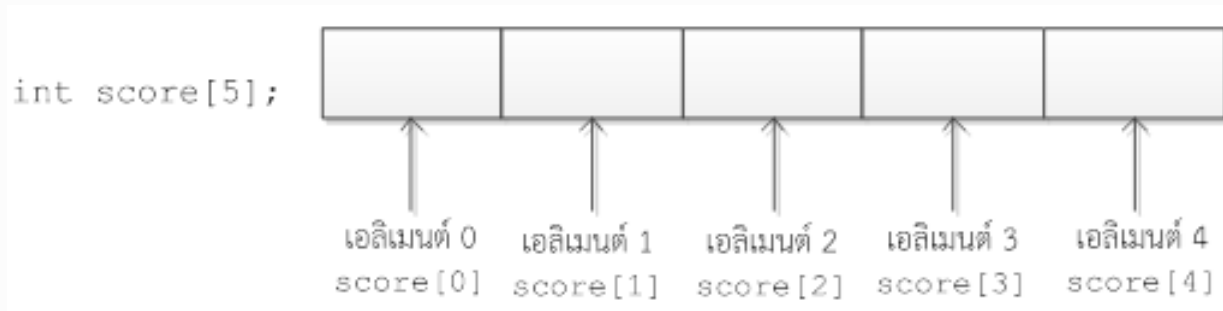 int score[5];
เอลิเมนต์ 0 เอลิเมนต์ 1 เอลิเมนต์ 2 เอลิเมนต์ 3 เอลิเมนต์ 4
score[0] score[1] score[2] score[3] score[4]